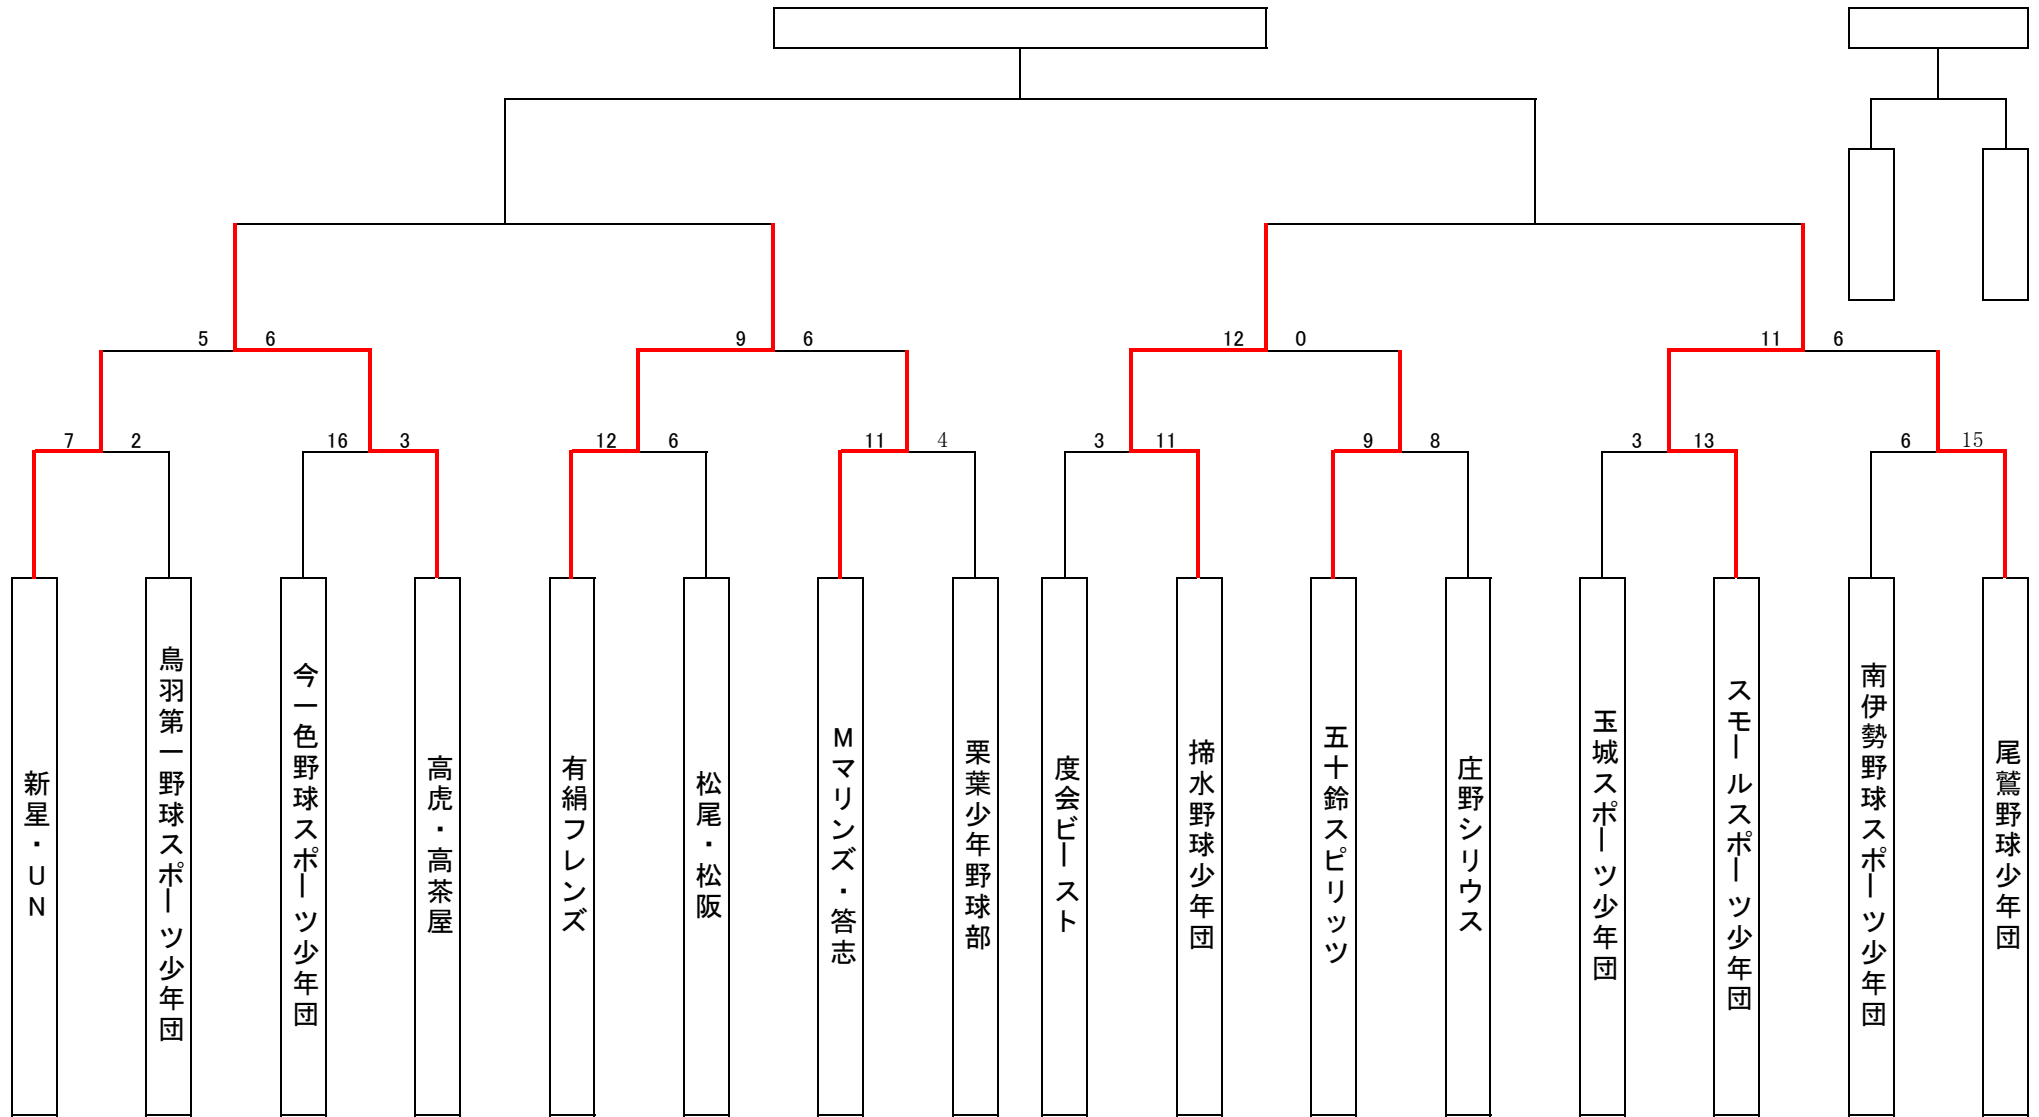 5 6 9 6 12 0 11 6
7 2 16 3 12 6 11 4 3 11 9 8 3 13 6 15
新星・UN
鳥羽第一野球スポーツ少年団
今一色野球スポーツ少年団
高虎・高茶屋
有緝フレンズ
松尾・松阪
Mマリンズ・答志
栗葉少年野球部
度会ビースト
揥水野球少年団
五十鈴スピリッツ
庄野シリウス
玉城スポーツ少年団
スモールスポーツ少年団
南伊勢野球スポーツ少年団
尾鷲野球少年団